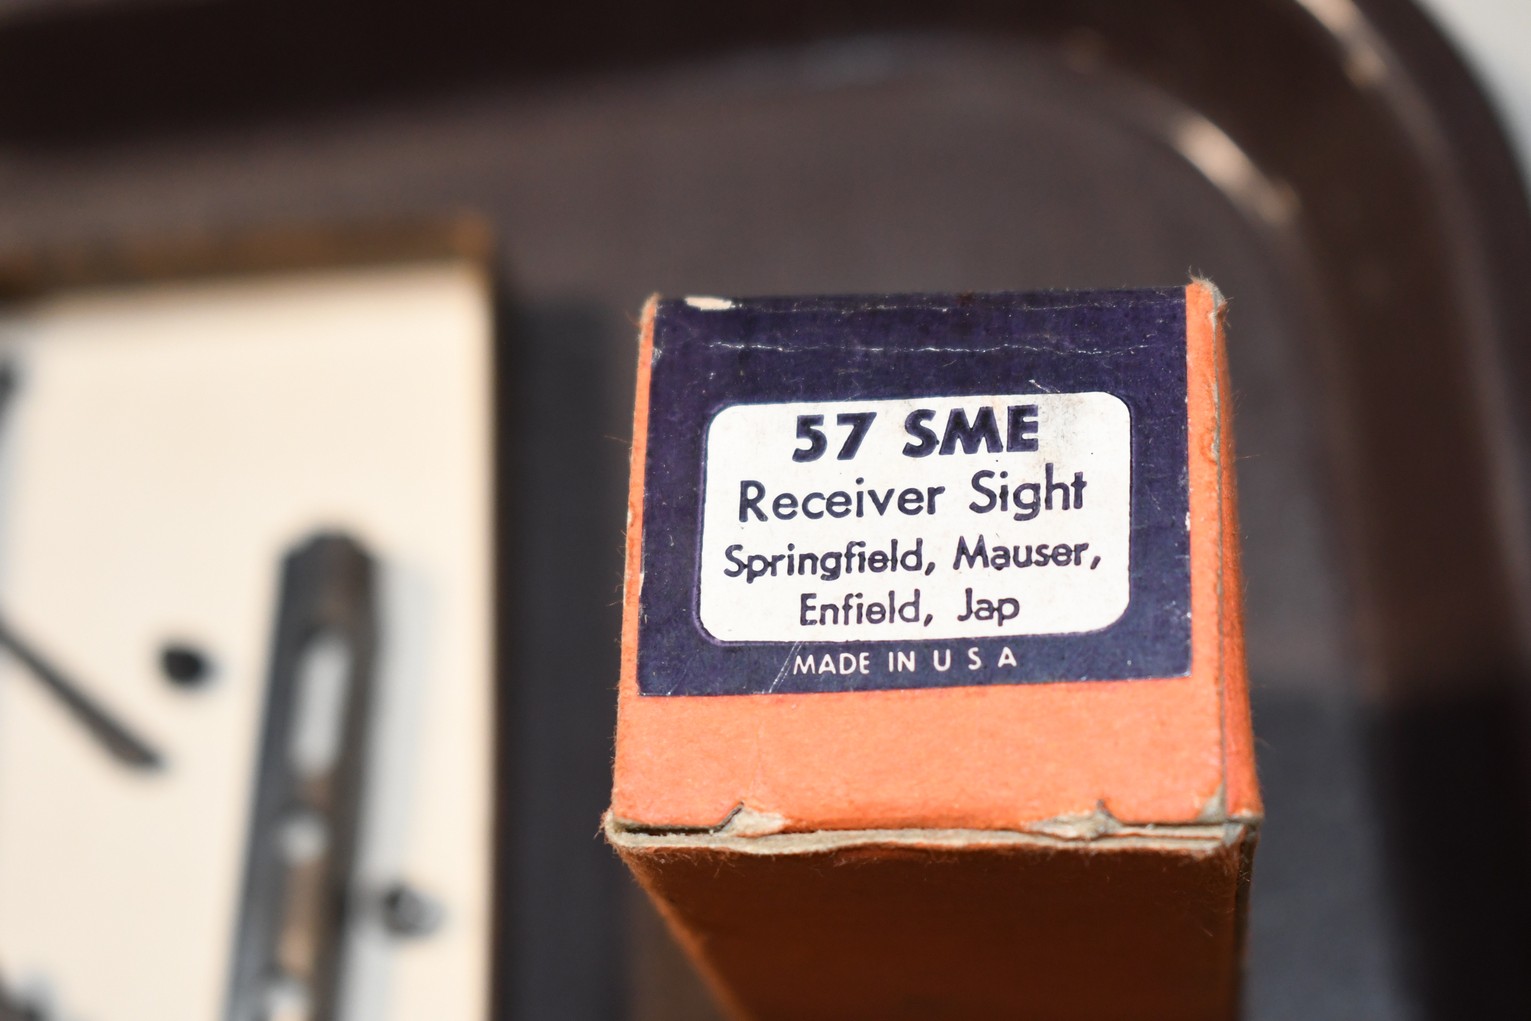 57 SME
Receiver Sight
Springfield, Mauser,
Enfield, Jap
MADE IN U S A